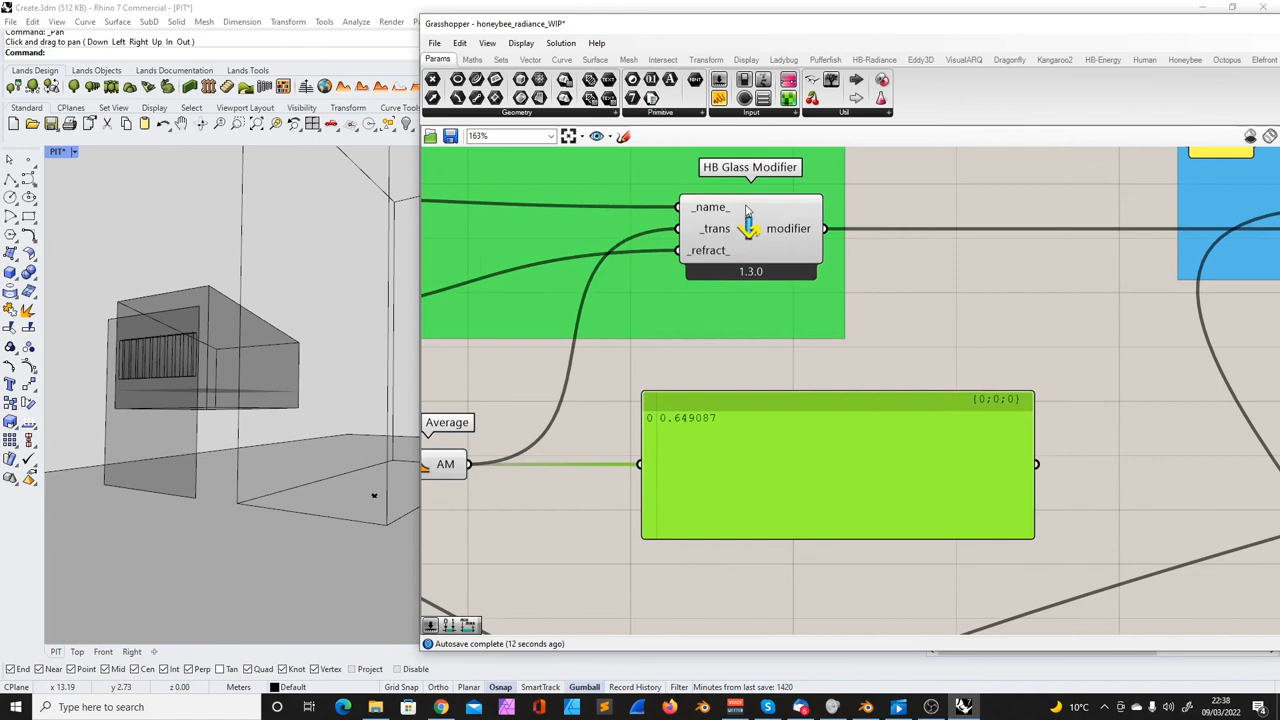 Create.3dm (512 KB) - Rhino 7 Commercial - [PIT*]
File Edit View Curve Surface SubD Solid Mesh Dimension Transform Tools Analyze Render
Command: _Pan
Click and drag to pan ( Down Left Right Up In Out )
Command:
Lands Design Lands Objects Lands Documentation Lands Tools
Standard CPlanes Set View Display Select Viewport Layout Visibility Transform Curve Tools
PIT
Grasshopper - honeybee_radiance_WIP*
File Edit View Display Solution Help
Params Maths Sets Vector Curve Surface Mesh Intersect Transform Display Ladybug Pufferfish HB-Radiance Eddy3D VisualARQ Dragonfly Kangaroo2 HB-Energy Human Honeybee Octopus Elefront
Geometry Primitive Input Util
163%
HB Glass Modifier
_name_
_trans modifier
_refract_
1.3.0
{0;0;0}
0 0.649087
Average
AM
Autosave complete (12 seconds ago)
PIT Top Front Right
End Near Point Mid Cen Int Perp Tan Quad Knot Vertex Project Disable
CPlane x 13.19 y 2.73 z 0.00 Meters Default Grid Snap Ortho Planar Osnap SmartTrack Gumball Record History Filter Minutes from last save: 1420
Type here to search
10°C
22:38
09/03/2022